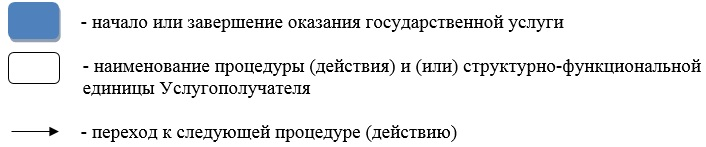 - начало или завершение оказания государственной услуги
- наименование процедуры (действия) и (или) структурно-функциональной
единицы Услугополучателя
- переход к следующей процедуре (действию)